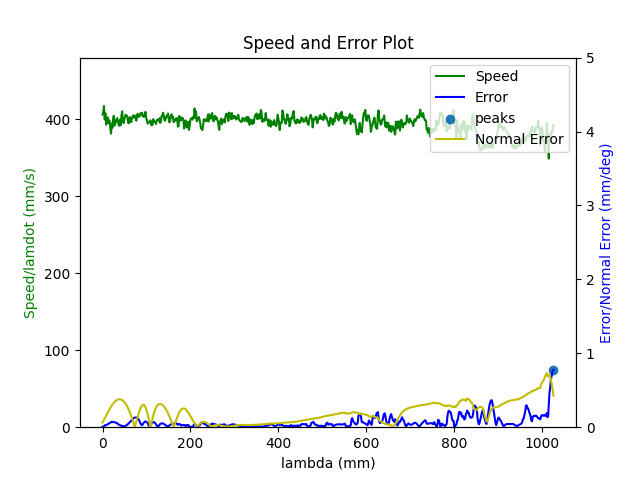 Speed and Error Plot
Speed
Error
peaks
Normal Error
Speed/lamdot (mm/s)
400
300
200
100
0
5
4
3
2
1
0
Error/Normal Error (mm/deg)
0 200 400 600 800 1000
lambda (mm)